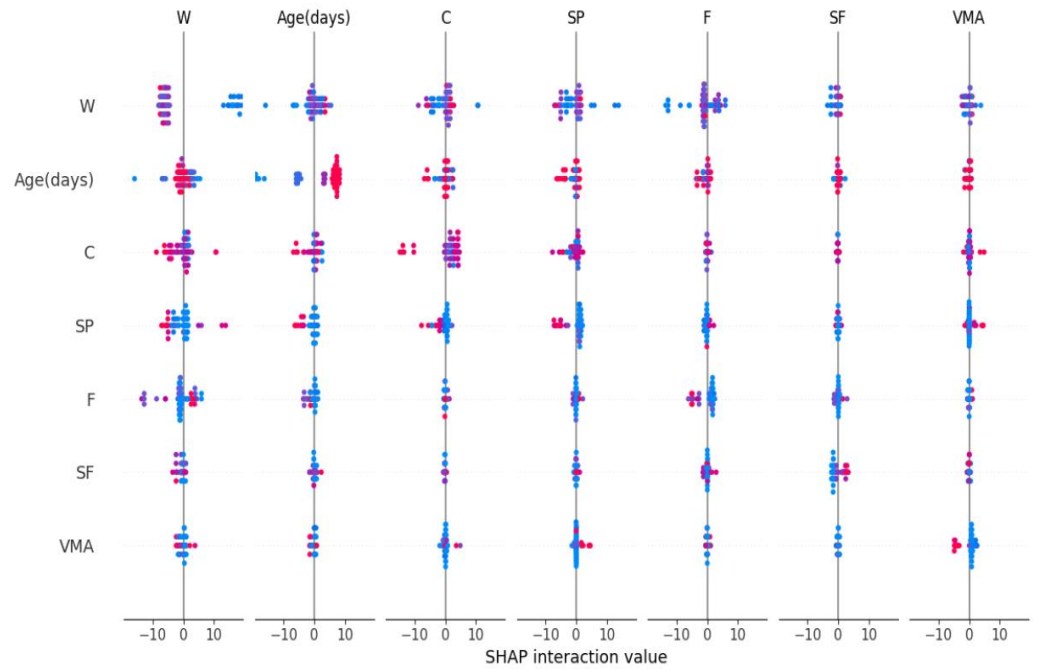 W Age(days) C SP F SF VMA
W
Age(days)
C
SP
F
SF
VMA
−10 0 10 −10 0 10 −10 0 10 −10 0 10 −10 0 10 −10 0 10 −10 0 10
SHAP interaction value